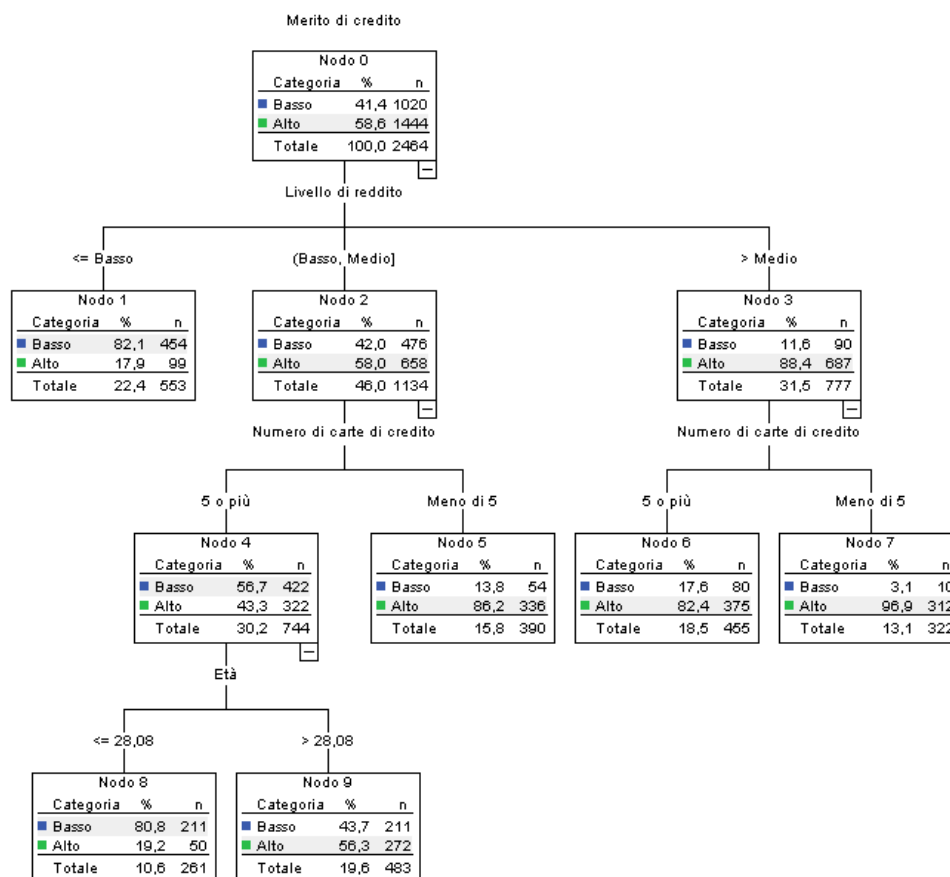 Merito di credito
Nodo 0
Categoria % n
Basso 41,4 1020
Alto 58,6 1444
Totale 100,0 2464
Livello di reddito
<= Basso
(Basso, Medio]
> Medio
Nodo 1
Categoria % n
Basso 82,1 454
Alto 17,9 99
Totale 22,4 553
Nodo 2
Categoria % n
Basso 42,0 476
Alto 58,0 658
Totale 46,0 1134
Nodo 3
Categoria % n
Basso 11,6 90
Alto 88,4 687
Totale 31,5 777
Numero di carte di credito
Numero di carte di credito
5 o più
Meno di 5
5 o più
Meno di 5
Nodo 4
Categoria % n
Basso 56,7 422
Alto 43,3 322
Totale 30,2 744
Nodo 5
Categoria % n
Basso 13,8 54
Alto 86,2 336
Totale 15,8 390
Nodo 6
Categoria % n
Basso 17,6 80
Alto 82,4 375
Totale 18,5 455
Nodo 7
Categoria % n
Basso 3,1 10
Alto 96,9 312
Totale 13,1 322
Età
<= 28,08
> 28,08
Nodo 8
Categoria % n
Basso 80,8 211
Alto 19,2 50
Totale 10,6 261
Nodo 9
Categoria % n
Basso 43,7 211
Alto 56,3 272
Totale 19,6 483